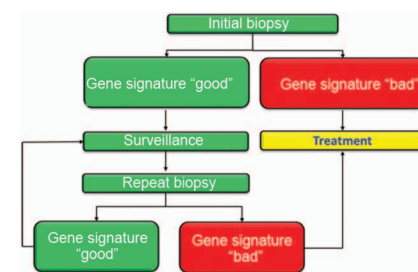 Initial biopsy
Gene signature “good”
Gene signature “bad”
Surveillance
Treatment
Repeat biopsy
Gene signature
“good”
Gene signature
“bad”